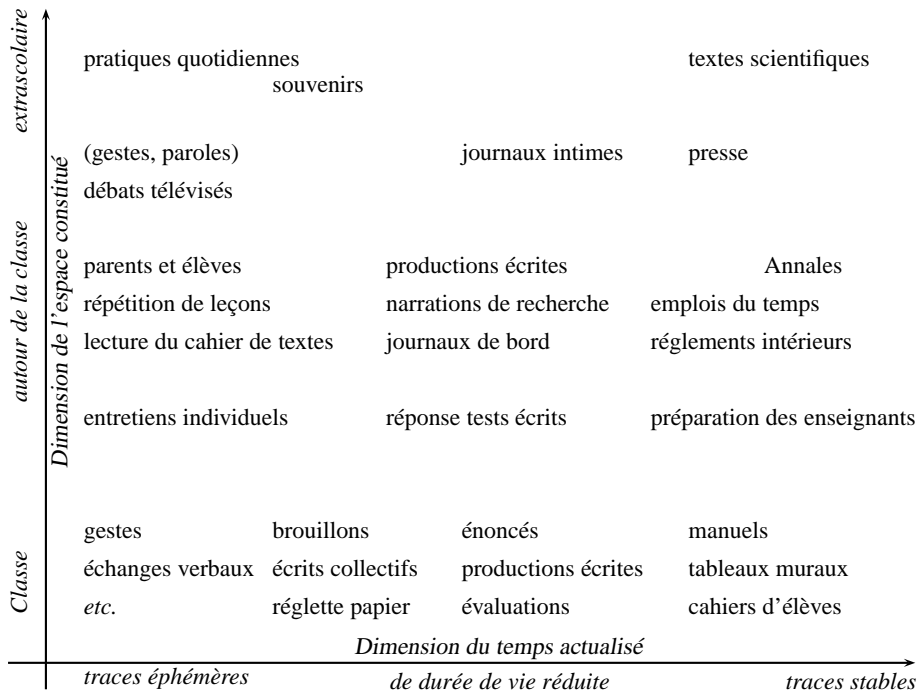 extrascolaire
autour de la classe
Classe
Dimension de l'espace constitué
pratiques quotidiennes textes scientifiques
souvenirs
(gestes, paroles) journaux intimes presse
débats télévisés
parents et élèves productions écrites Annales
répétition de leçons narrations de recherche emplois du temps
lecture du cahier de textes journaux de bord réglements intérieurs
entretiens individuels réponse tests écrits préparation des enseignants
gestes brouillons énoncés manuels
échanges verbaux écrits collectifs productions écrites tableaux muraux
etc. réglette papier évaluations cahiers d'élèves
Dimension du temps actualisé
traces éphémères de durée de vie réduite traces stables